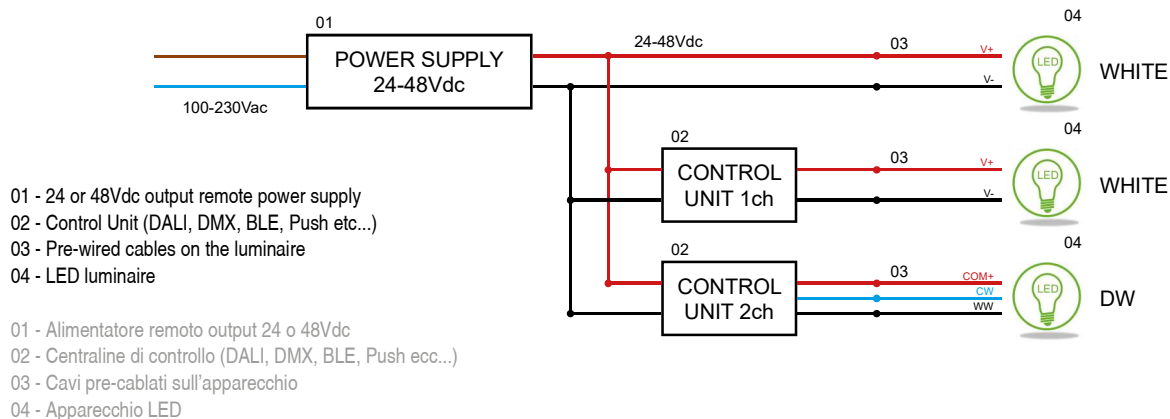 01
POWER SUPPLY
24-48Vdc
100-230Vac
24-48Vdc
03
V+
V-
04
LED
WHITE
02
CONTROL
UNIT 1ch
03
V+
V-
04
LED
WHITE
02
CONTROL
UNIT 2ch
03
COM+
CW
WW
04
LED
DW
01 - 24 or 48Vdc output remote power supply
02 - Control Unit (DALI, DMX, BLE, Push etc...)
03 - Pre-wired cables on the luminaire
04 - LED luminaire
01 - Alimentatore remoto output 24 o 48Vdc
02 - Centraline di controllo (DALI, DMX, BLE, Push ecc...)
03 - Cavi pre-cablati sull'apparecchio
04 - Apparecchio LED